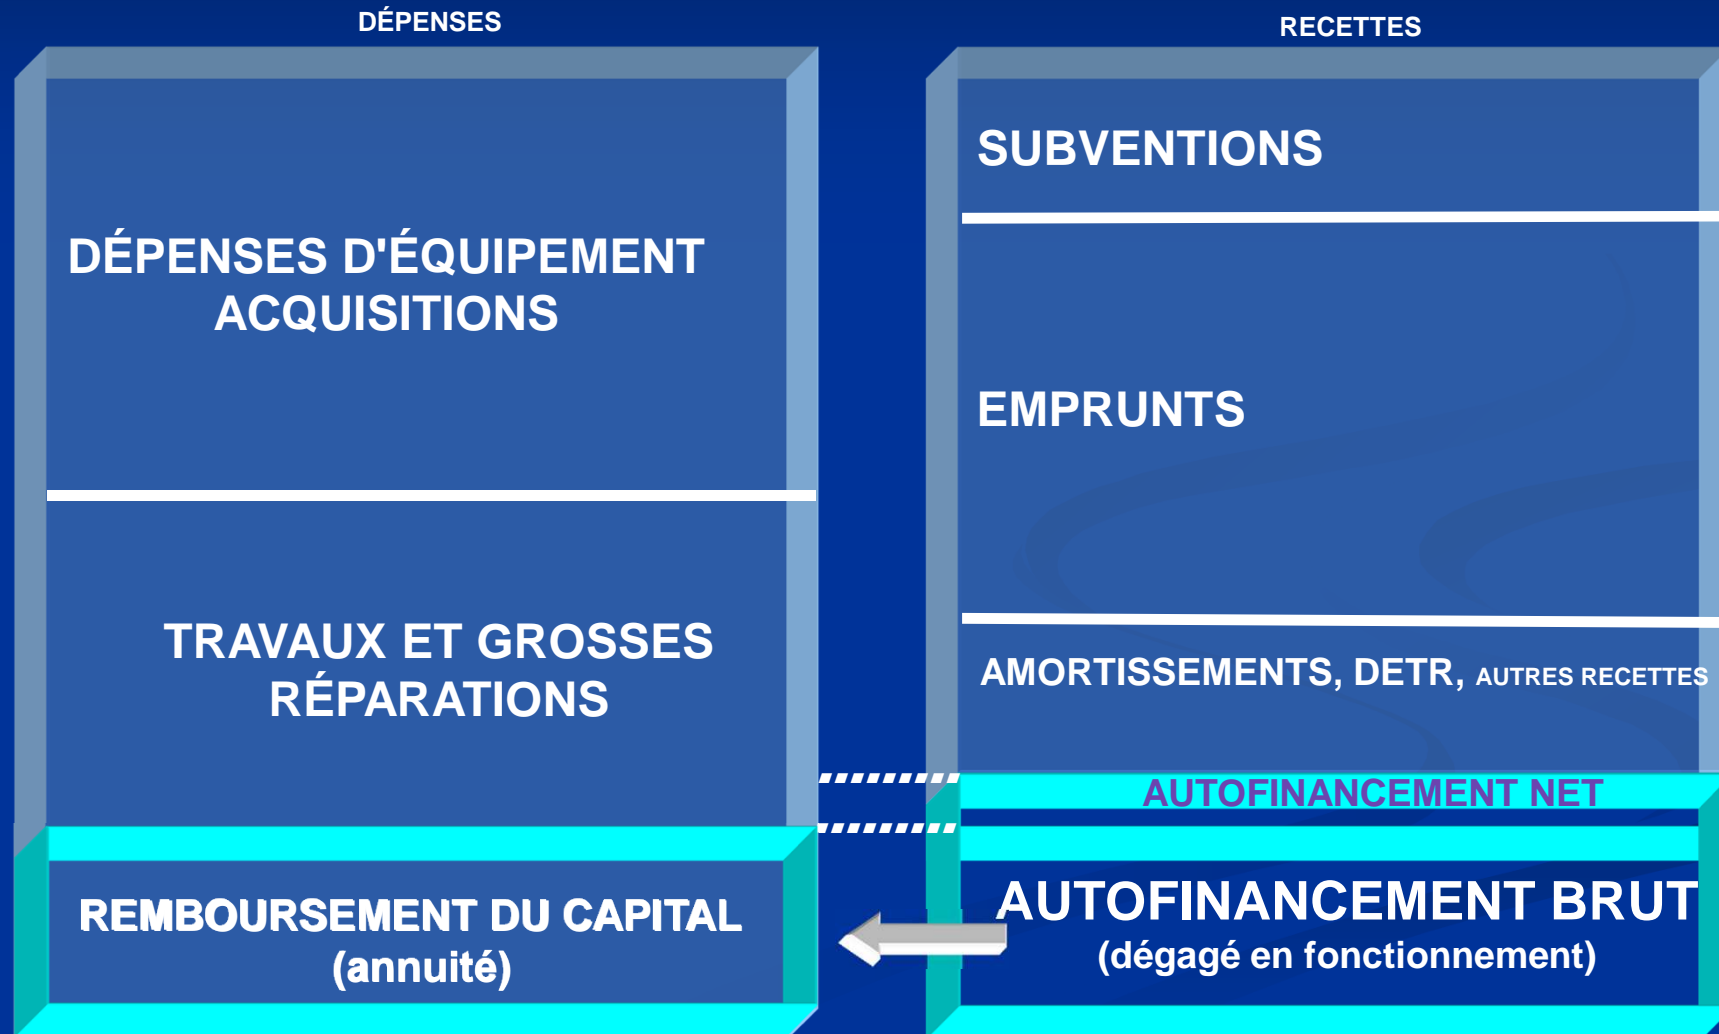 DÉPENSES
DÉPENSES D'ÉQUIPEMENT
ACQUISITIONS
TRAVAUX ET GROSSES
RÉPARATIONS
REMBOURSEMENT DU CAPITAL
(annuité)
RECETTES
SUBVENTIONS
EMPRUNTS
AMORTISSEMENTS, DETR, AUTRES RECETTES
AUTOFINANCEMENT NET
AUTOFINANCEMENT BRUT
(dégagé en fonctionnement)